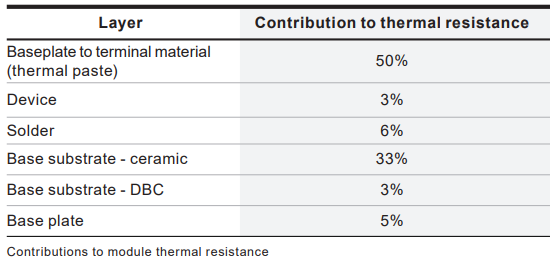 Layer Contribution to thermal resistance
Baseplate to terminal material
(thermal paste) 50%
Device 3%
Solder 6%
Base substrate - ceramic 33%
Base substrate - DBC 3%
Base plate 5%
Contributions to module thermal resistance